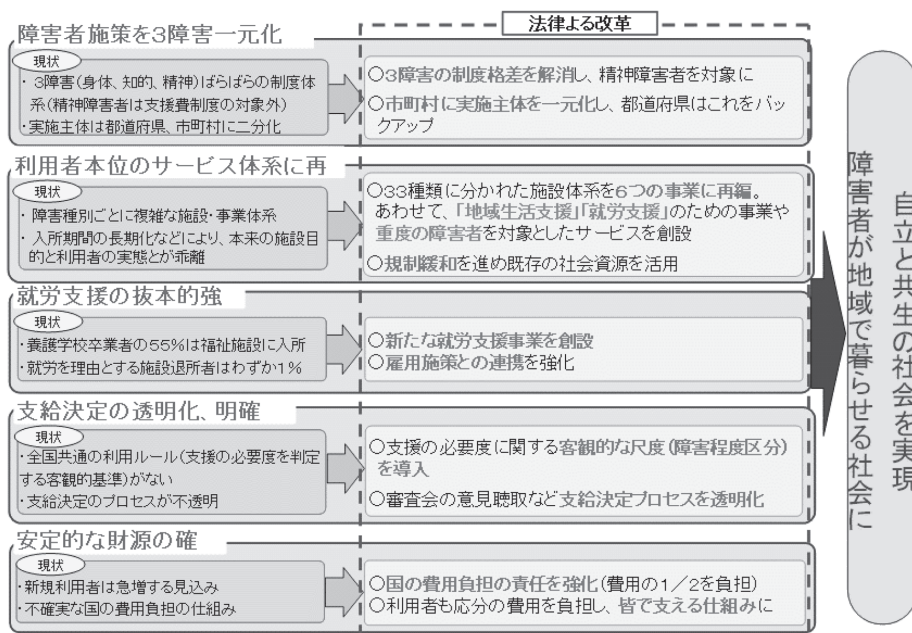 法律よる改革
障害者施策を3障害一元化
現状
・3障害(身体、知的、精神)ばらばらの制度体
系(精神障害者は支援費制度の対象外)
・実施主体は都道府県、市町村に二分化
○3障害の制度格差を解消し、精神障害者を対象に
○市町村に実施主体を一元化し、都道府県はこれをバッ
クアップ
利用者本位のサービス体系に再
現状
・障害種別ごとに複雑な施設・事業体系
・入所期間の長期化などにより、本来の施設目
的と利用者の実態とが乖離
○33種類に分かれた施設体系を6つの事業に再編。
あわせて、「地域生活支援」「就労支援」のための事業や
重度の障害者を対象としたサービスを創設
○規制緩和を進め既存の社会資源を活用
就労支援の抜本的強
現状
・養護学校卒業者の55%は福祉施設に入所
・就労を理由とする施設退所者はわずか1%
○新たな就労支援事業を創設
○雇用施策との連携を強化
支給決定の透明化、明確
現状
・全国共通の利用ルール(支援の必要度を判定
する客観的基準)がない
・支給決定のプロセスが不透明
○支援の必要度に関する客観的な尺度(障害程度区分)
を導入
○審査会の意見聴取など支給決定プロセスを透明化
安定的な財源の確
現状
・新規利用者は急増する見込み
・不確実な国の費用負担の仕組み
○国の費用負担の責任を強化(費用の1/2を負担)
○利用者も応分の費用を負担し、皆で支える仕組みに
障害者が地域で暮らせる社会に
自立と共生の社会を実現